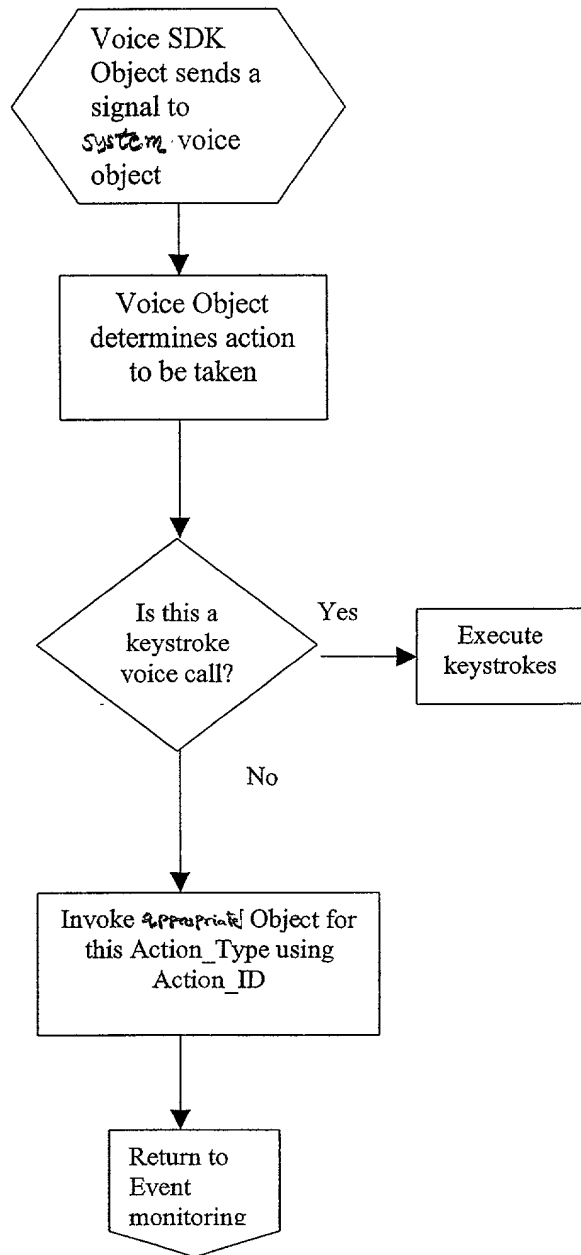 Voice SDK
Object sends a
signal to
system voice
object
Voice Object
determines action
to be taken
Is this a
keystroke
voice call?
Yes
Execute
keystrokes
No
Invoke appropriate Object for
this Action_Type using
Action_ID
Return to
Event
monitoring